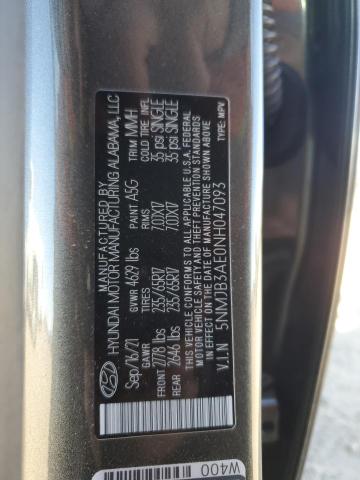 MANUFACTURED BY
HYUNDAI MOTOR MANUFACTURING ALABAMA, LLC
Sep/16/21 GVWR 4629 lbs PAINT A5G TRIM MMH
GAWR TIRES RIMS COLD TIRE INFL
FRONT 2778 lbs 235/65R17 7.0JX17 35 psi SINGLE
REAR 2646 lbs 235/65R17 7.0JX17 35 psi SINGLE
THIS VEHICLE CONFORMS TO ALL APPLICABLE U.S.A. FEDERAL
MOTOR VEHICLE SAFETY AND THEFT PREVENTION STANDARDS
IN EFFECT ON THE DATE OF MANUFACTURE SHOWN ABOVE.
V.I.N 5NMJB3AE0NH047093 TYPE: MPV
W400